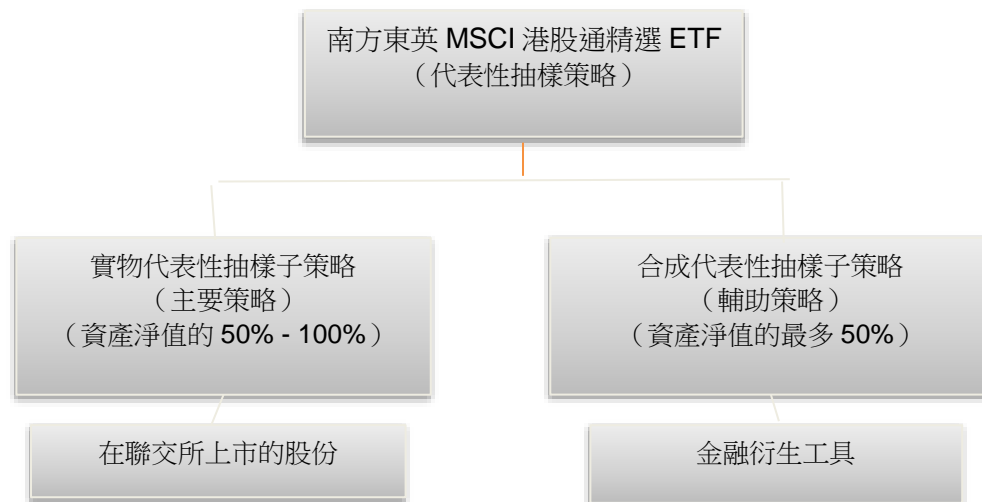 南方東英 MSCI 港股通精選 ETF
（代表性抽樣策略）
實物代表性抽樣子策略
（主要策略）
（資產淨值的 50% - 100%）
合成代表性抽樣子策略
（輔助策略）
（資產淨值的最多 50%）
在聯交所上市的股份
金融衍生工具